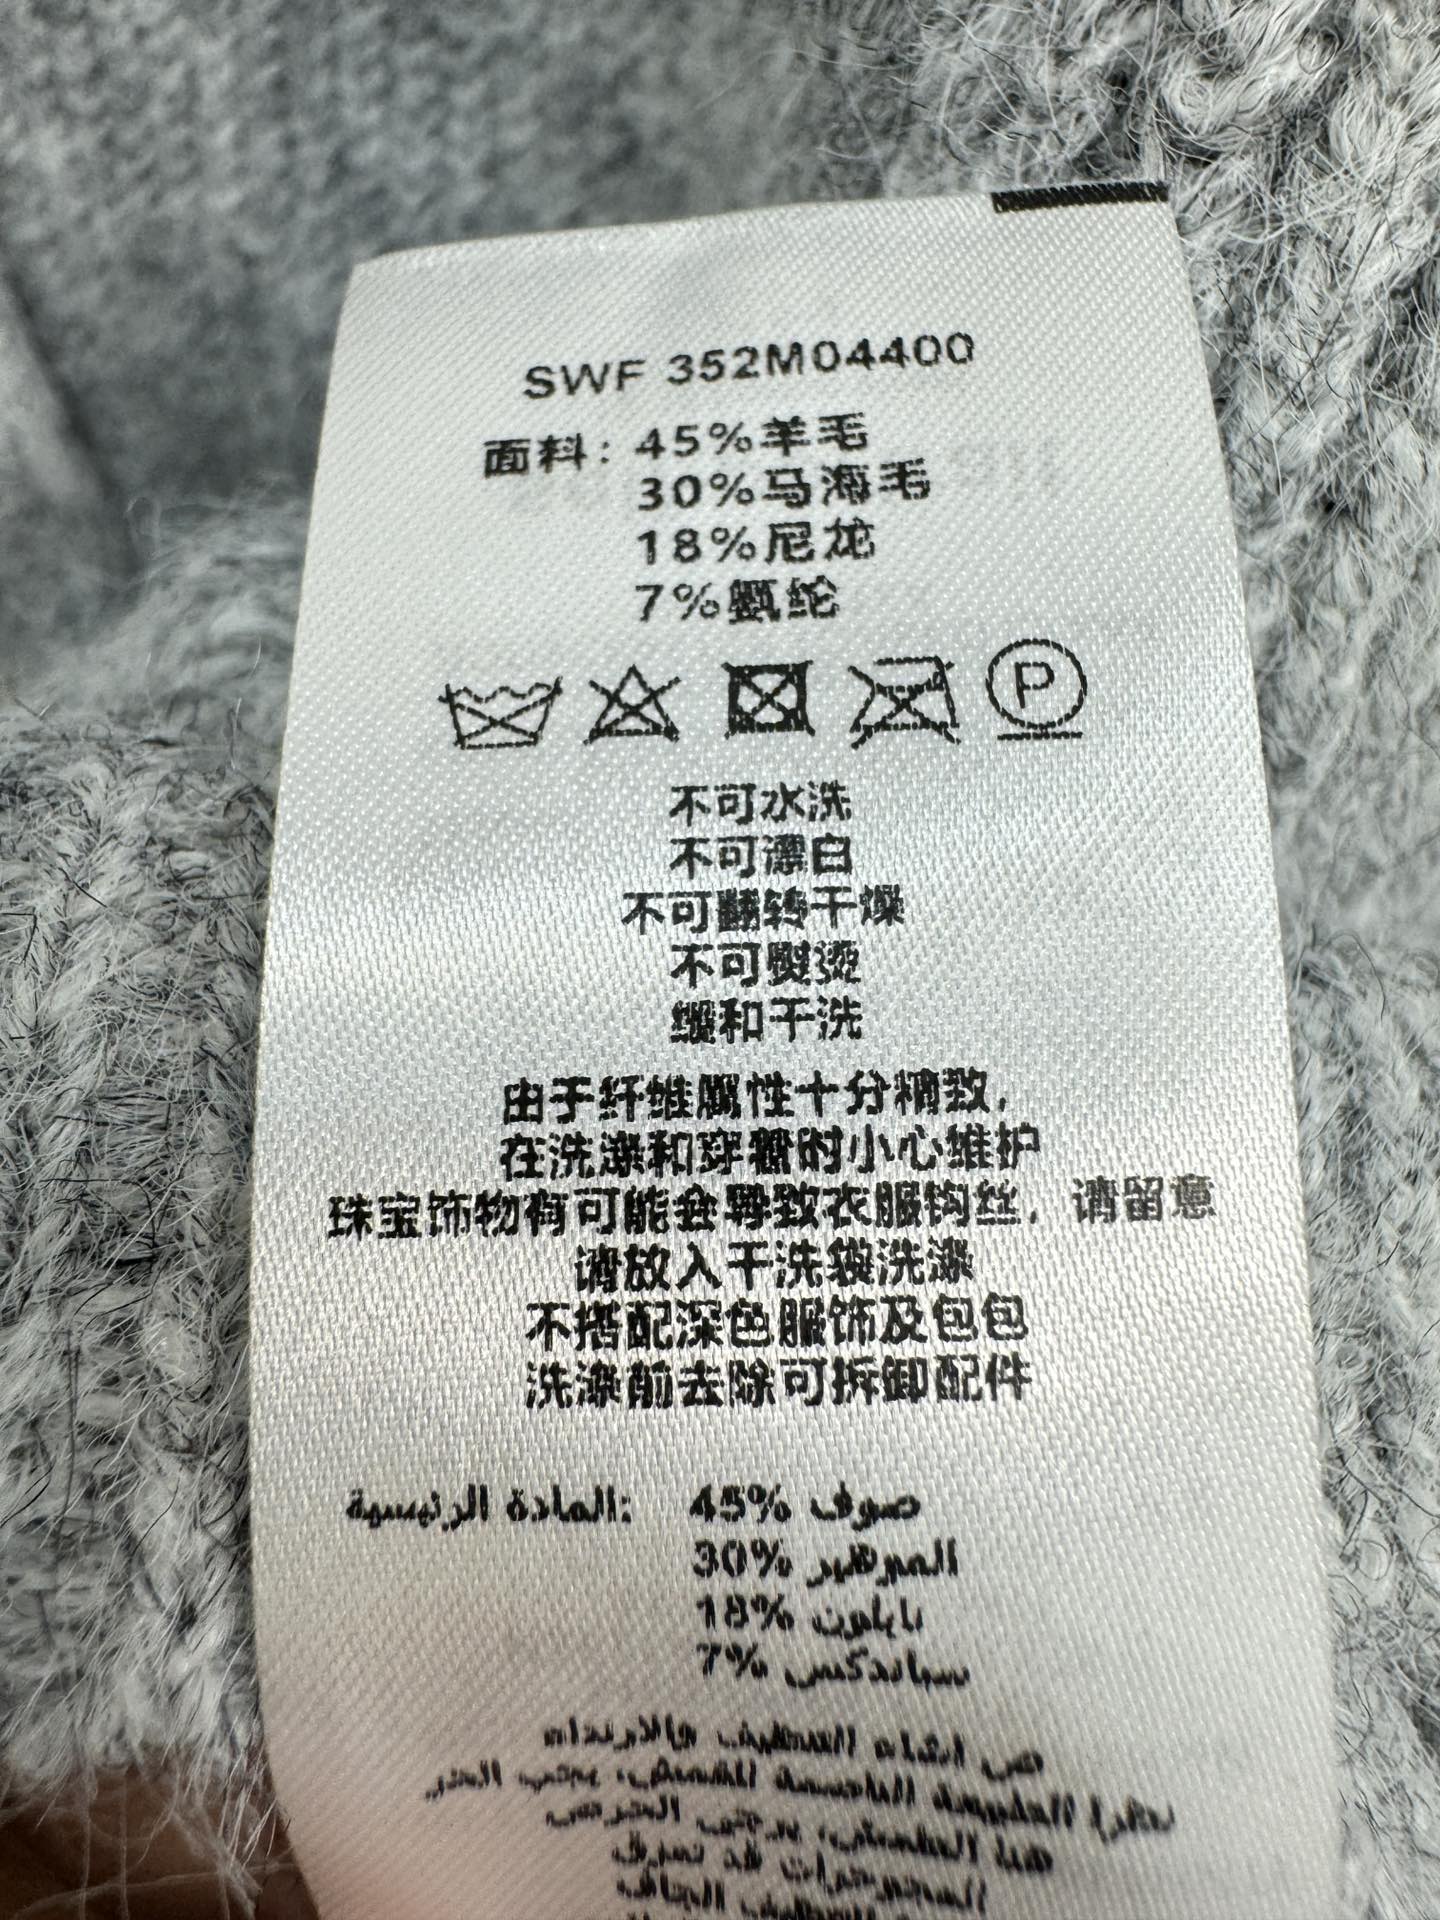 SWF 352M04400
面料: 45%羊毛
30%马海毛
18%尼龙
7%氨纶
P
不可水洗
不可漂白
不可翻转干燥
不可熨烫
缓和干洗
由于纤维属性十分精致,
在洗涤和穿戴时小心维护
珠宝饰物有可能会导致衣服钩丝, 请留意
请放入干洗袋洗涤
不搭配深色服饰及包包
洗涤前去除可拆卸配件
المادة الرئيسية: 45% صوف
30% الموهير
18% نايلون
7% سباندكس